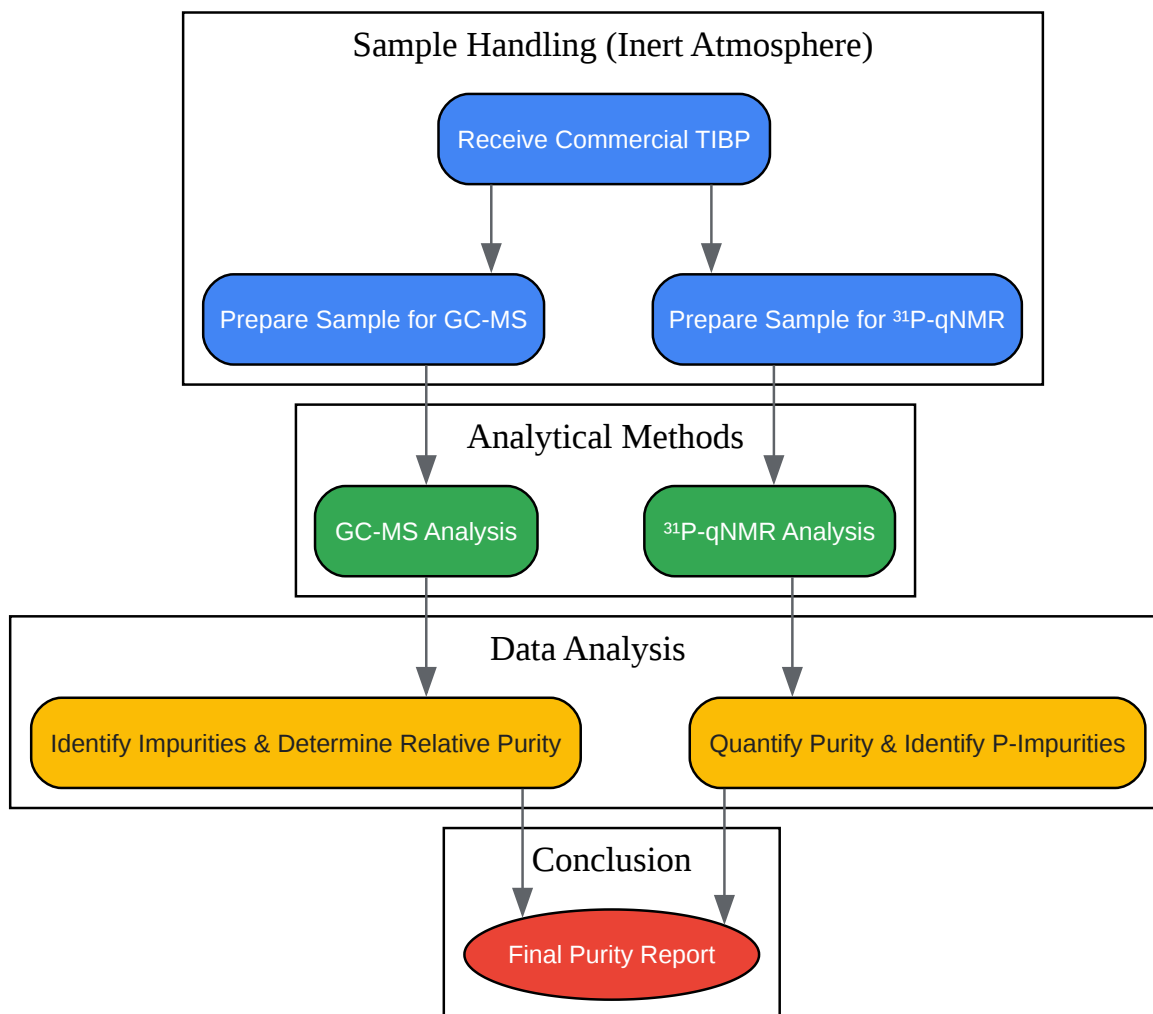 Sample Handling (Inert Atmosphere)
Receive Commercial TIBP
Prepare Sample for GC-MS
Prepare Sample for ³¹P-qNMR
Analytical Methods
GC-MS Analysis
³¹P-qNMR Analysis
Data Analysis
Identify Impurities & Determine Relative Purity
Quantify Purity & Identify P-Impurities
Conclusion
Final Purity Report